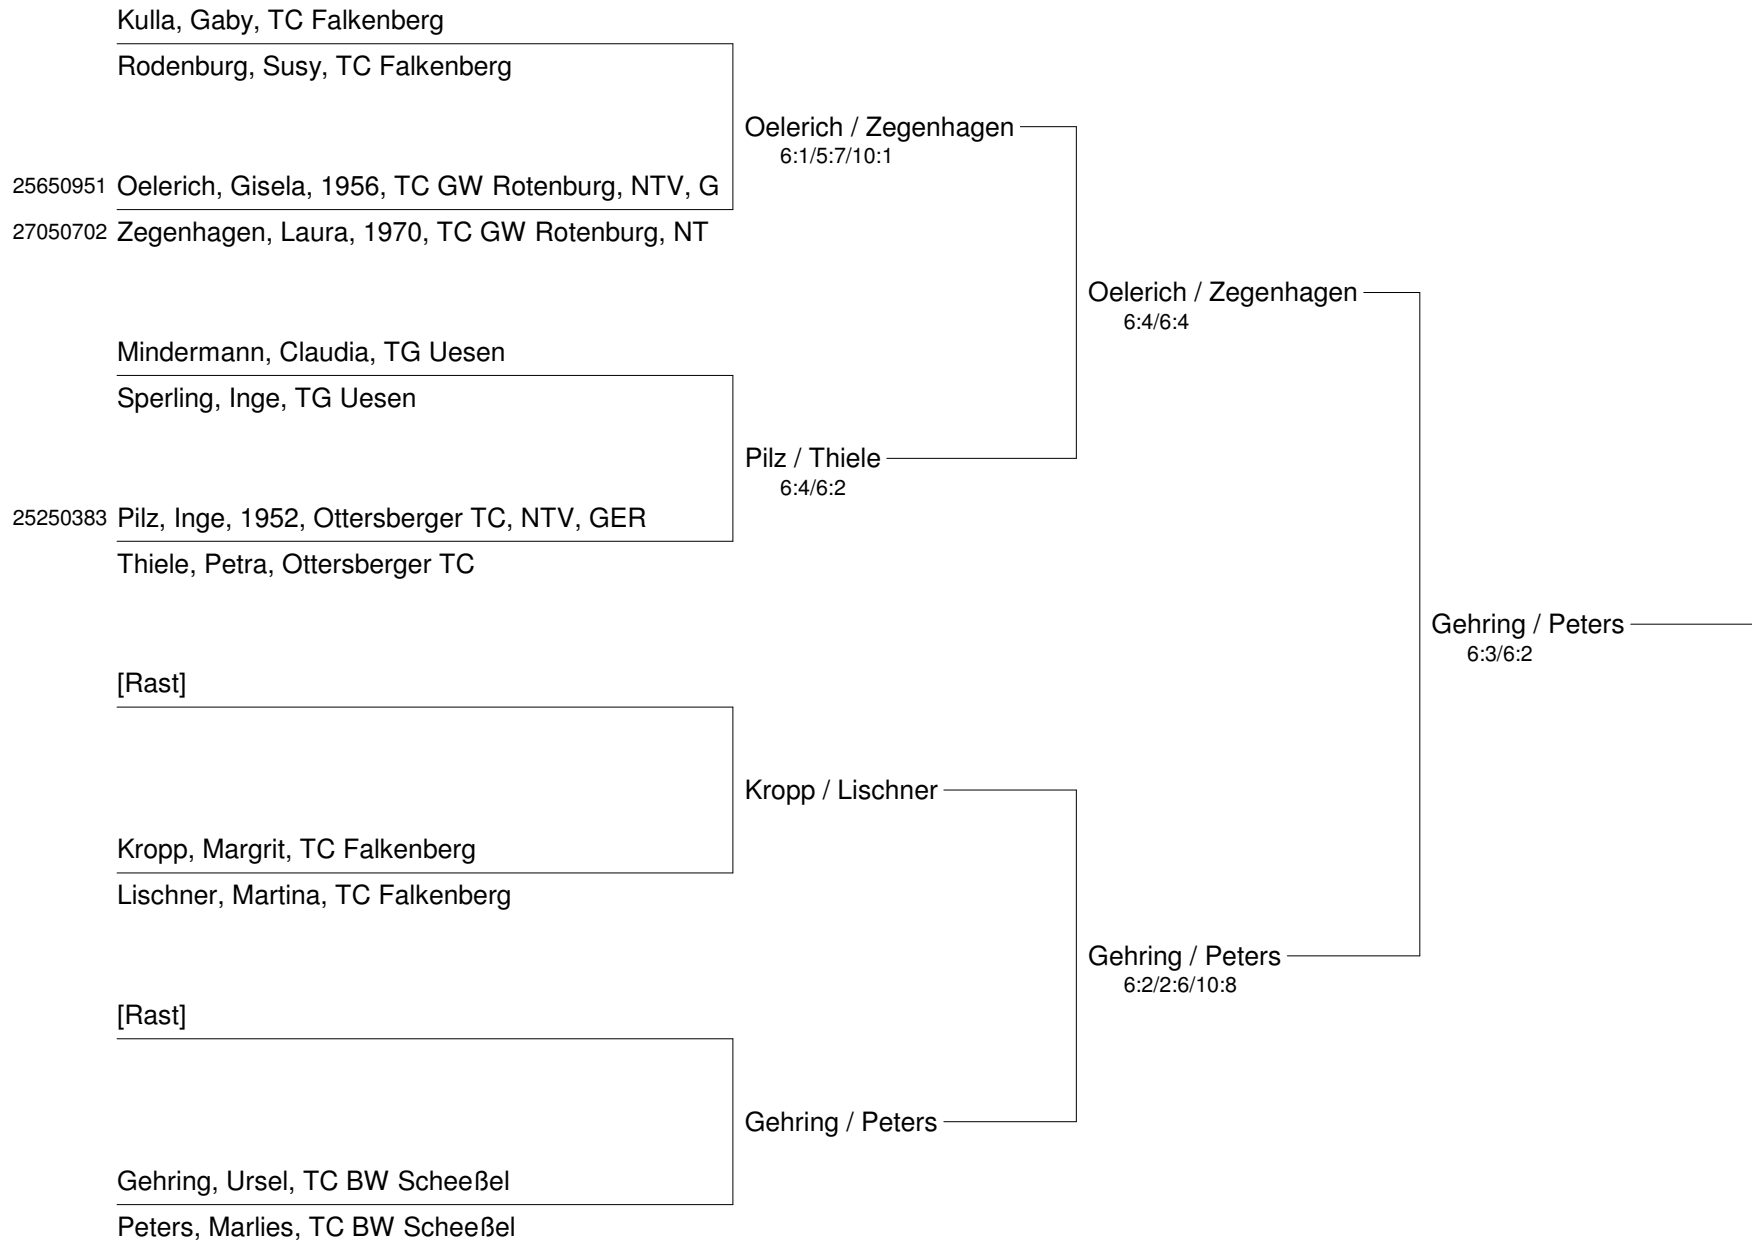 Kulla, Gaby, TC Falkenberg
Rodenburg, Susy, TC Falkenberg
Oelerich / Zegenhagen
6:1/5:7/10:1
25650951 Oelerich, Gisela, 1956, TC GW Rotenburg, NTV, G
27050702 Zegenhagen, Laura, 1970, TC GW Rotenburg, NT
Oelerich / Zegenhagen
6:4/6:4
Mindermann, Claudia, TG Uesen
Sperling, Inge, TG Uesen
Pilz / Thiele
6:4/6:2
25250383 Pilz, Inge, 1952, Ottersberger TC, NTV, GER
Thiele, Petra, Ottersberger TC
Gehring / Peters
6:3/6:2
[Rast]
Kropp / Lischner
Kropp, Margrit, TC Falkenberg
Lischner, Martina, TC Falkenberg
Gehring / Peters
6:2/2:6/10:8
[Rast]
Gehring / Peters
Gehring, Ursel, TC BW Scheeßel
Peters, Marlies, TC BW Scheeßel